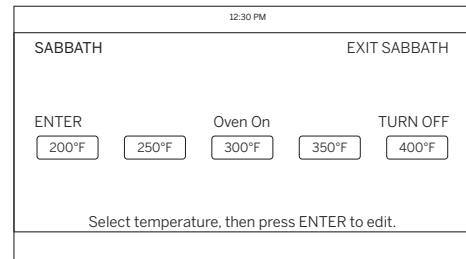 12:30 PM
SABBATH EXIT SABBATH
ENTER Oven On TURN OFF
200°F 250°F 300°F 350°F 400°F
Select temperature, then press ENTER to edit.